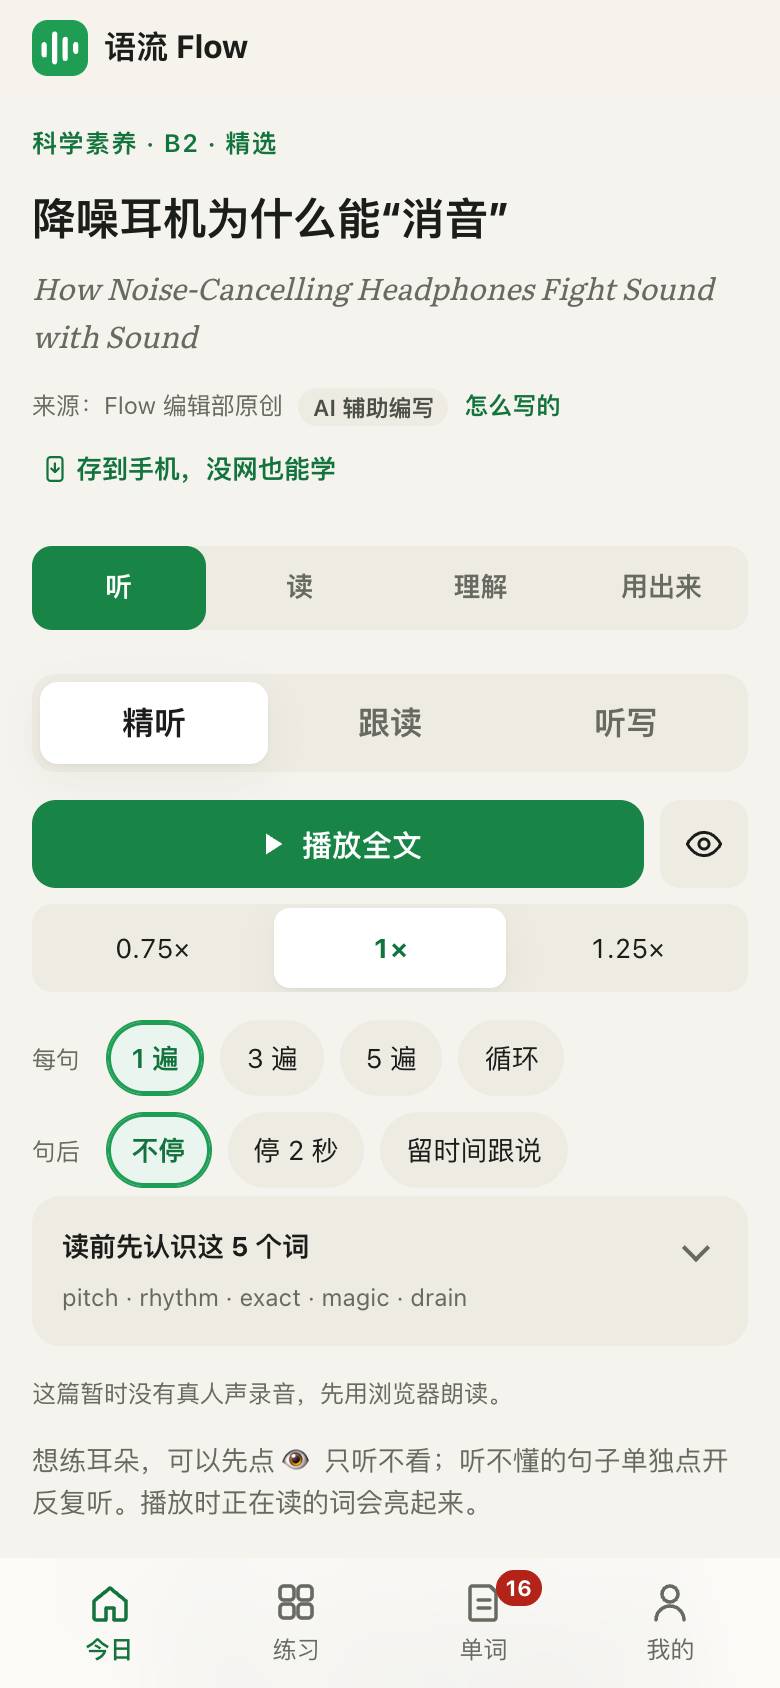 语流 Flow
科学素养 · B2 · 精选
降噪耳机为什么能“消音”
How Noise-Cancelling Headphones Fight Sound
with Sound
来源：Flow 编辑部原创 AI 辅助编写 怎么写的
存到手机，没网也能学
听 读 理解 用出来
精听 跟读 听写
播放全文
0.75× 1× 1.25×
每句 1 遍 3 遍 5 遍 循环
句后 不停 停 2 秒 留时间跟说
读前先认识这 5 个词
pitch · rhythm · exact · magic · drain
这篇暂时没有真人声录音，先用浏览器朗读。
想练耳朵，可以先点 👁️ 只听不看；听不懂的句子单独点开
反复听。播放时正在读的词会亮起来。
16
今日 练习 单词 我的